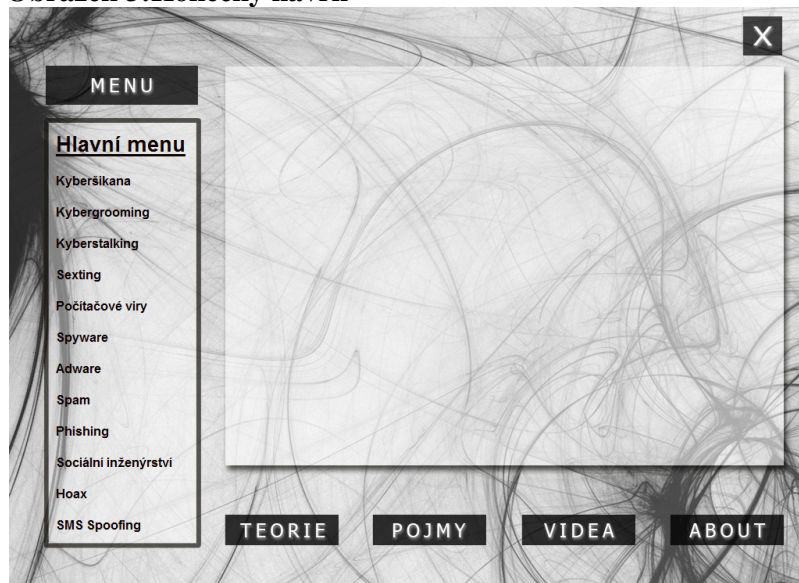 X
MENU
Hlavní menu
Kyberšikana
Kybergrooming
Kyberstalking
Sexting
Počítačové viry
Spyware
Adware
Spam
Phishing
Sociální inženýrství
Hoax
SMS Spoofing
TEORIE
POJMY
VIDEA
ABOUT